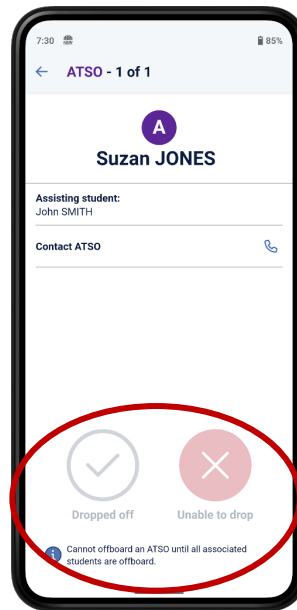 7:30 85%
ATSO - 1 of 1
A
Suzan JONES
Assisting student:
John SMITH
Contact ATSO
Dropped off Unable to drop
Cannot offboard an ATSO until all associated
students are offboard.